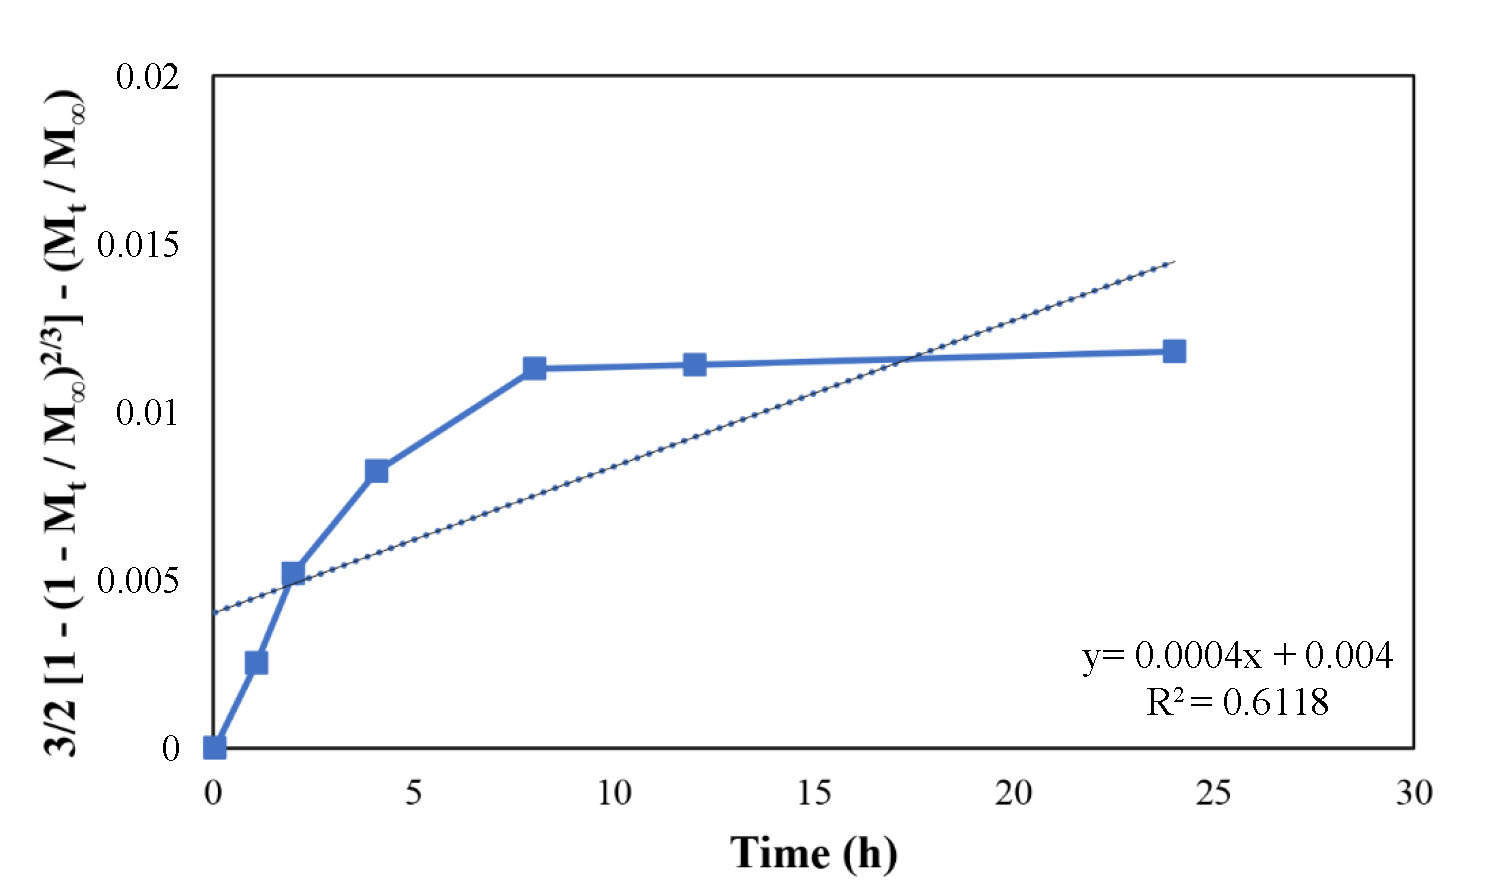 3/2 [1 - (1 - Mt / M∞)2/3] - (Mt / M∞)
0.02
0.015
0.01
0.005
0
y= 0.0004x + 0.004
R2 = 0.6118
0 5 10 15 20 25 30
Time (h)